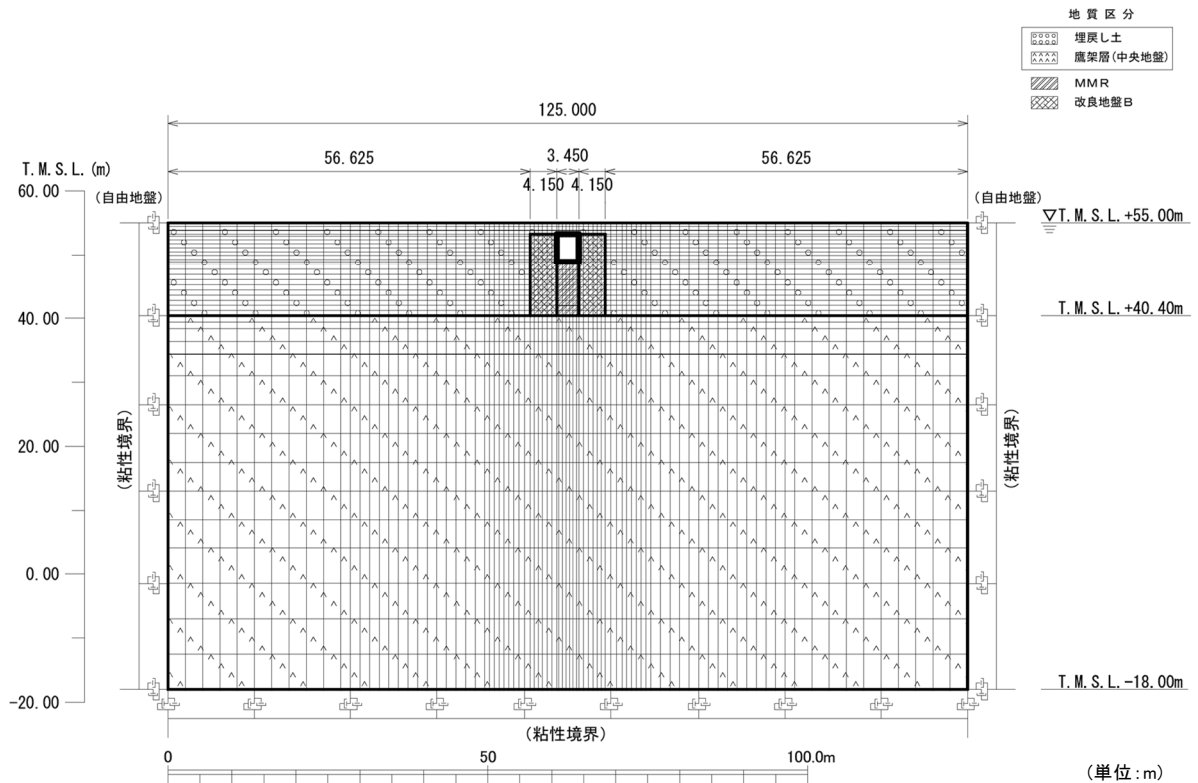 地 質 区 分
埋戻し土
鷹架層(中央地盤)
MMR
改良地盤B
125.000
56.625
3.450
56.625
4.150
4.150
T.M.S.L.(m)
60.00
40.00
20.00
0.00
-20.00
(自由地盤)
(自由地盤)
▽T.M.S.L.+55.00m
T.M.S.L.+40.40m
T.M.S.L.-18.00m
(粘性境界)
(粘性境界)
(粘性境界)
0
50
100.0m
(単位:m)